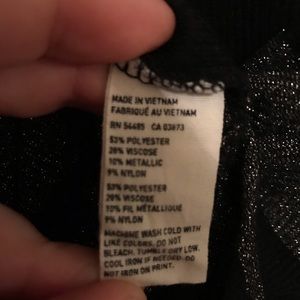 MADE IN VIETNAM
FABRIQUÉ AU VIETNAM
RN 54485 CA 03873
53% POLYESTER
28% VISCOSE
10% METALLIC
9% NYLON
53% POLYESTER
28% VISCOSE
10% FIL MÉTALLIQUE
9% NYLON
MACHINE WASH COLD WITH
LIKE COLORS. DO NOT
BLEACH. TUMBLE DRY LOW.
COOL IRON IF NEEDED. DO
NOT IRON ON PRINT.